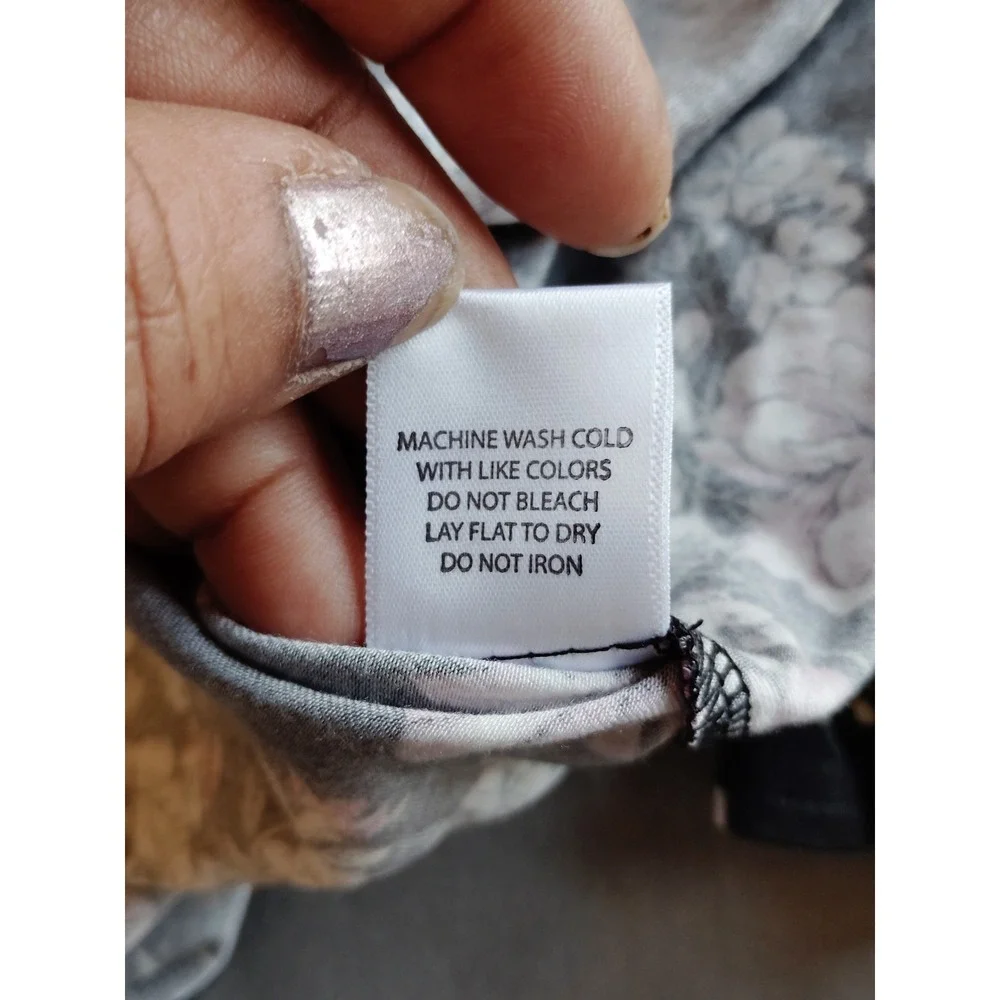 MACHINE WASH COLD
WITH LIKE COLORS
DO NOT BLEACH
LAY FLAT TO DRY
DO NOT IRON